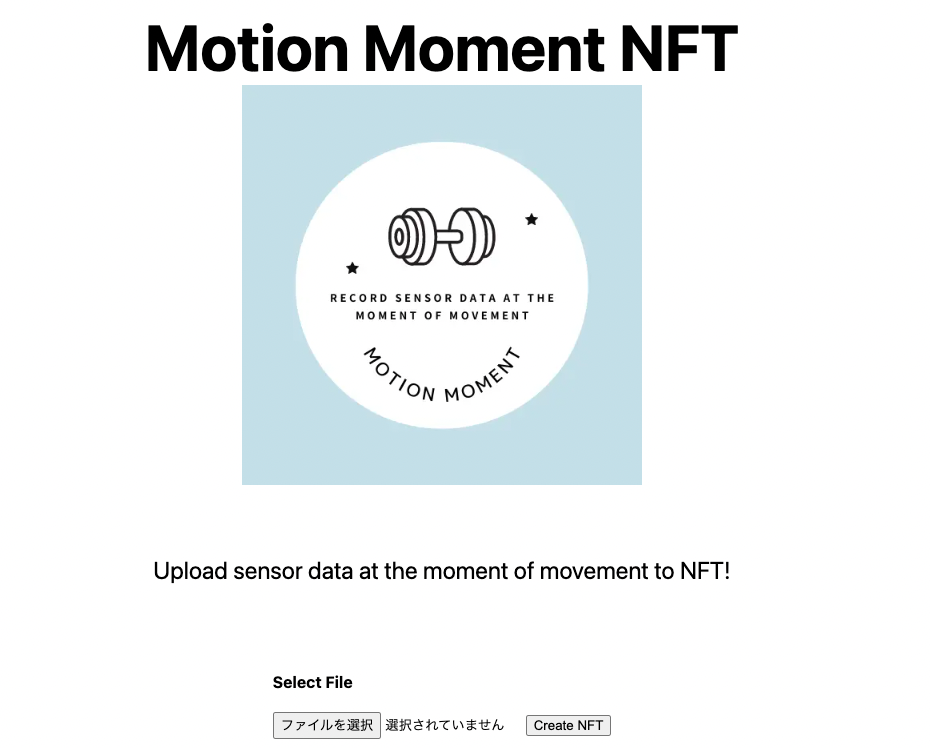 Motion Moment NFT
RECORD SENSOR DATA AT THE
MOMENT OF MOVEMENT
MOTION MOMENT
Upload sensor data at the moment of movement to NFT!
Select File
ファイルを選択 選択されていません Create NFT